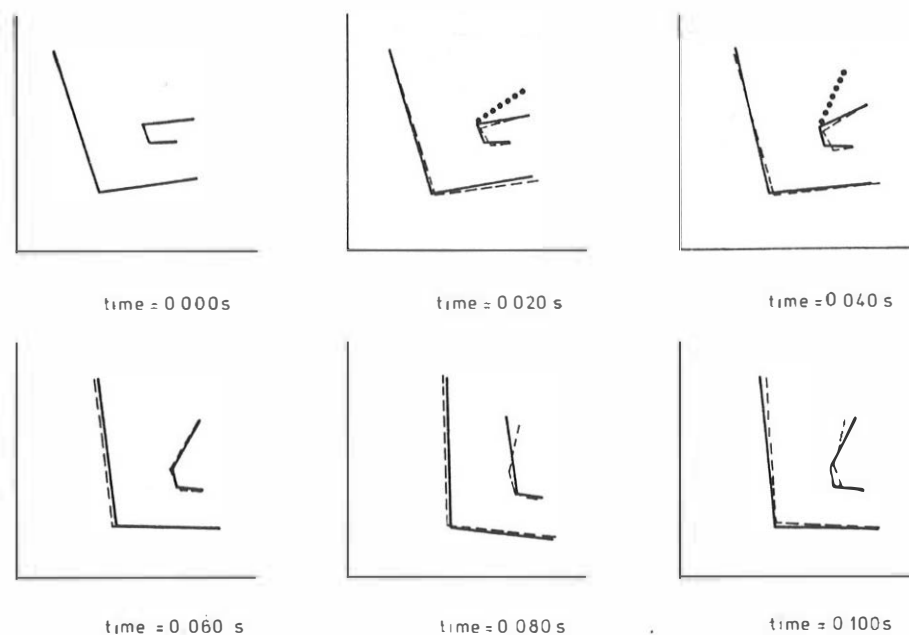 time = 0 000s
time = 0 020 s
time = 0 040 s
time = 0.060 s
time = 0 080 s
time = 0 100s